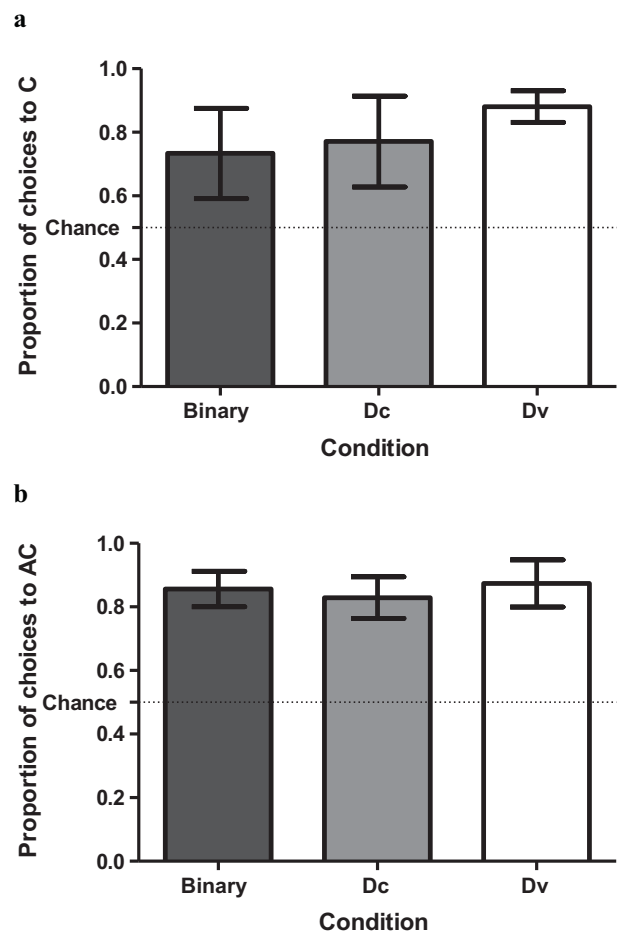 a
Proportion of choices to C
1.0
0.8
0.6
Chance
0.4
0.2
0.0
Binary Dc Dv
Condition
b
Proportion of choices to AC
1.0
0.8
0.6
Chance
0.4
0.2
0.0
Binary Dc Dv
Condition